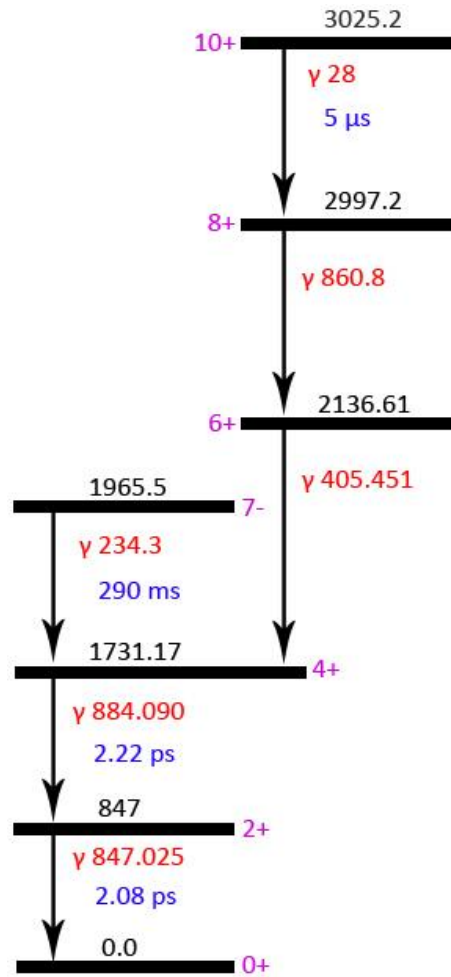 3025.2
10+
γ 28
5 µs
2997.2
8+
γ 860.8
2136.61
6+
γ 405.451
1965.5
7-
γ 234.3
290 ms
1731.17
4+
γ 884.090
2.22 ps
847
2+
γ 847.025
2.08 ps
0.0
0+